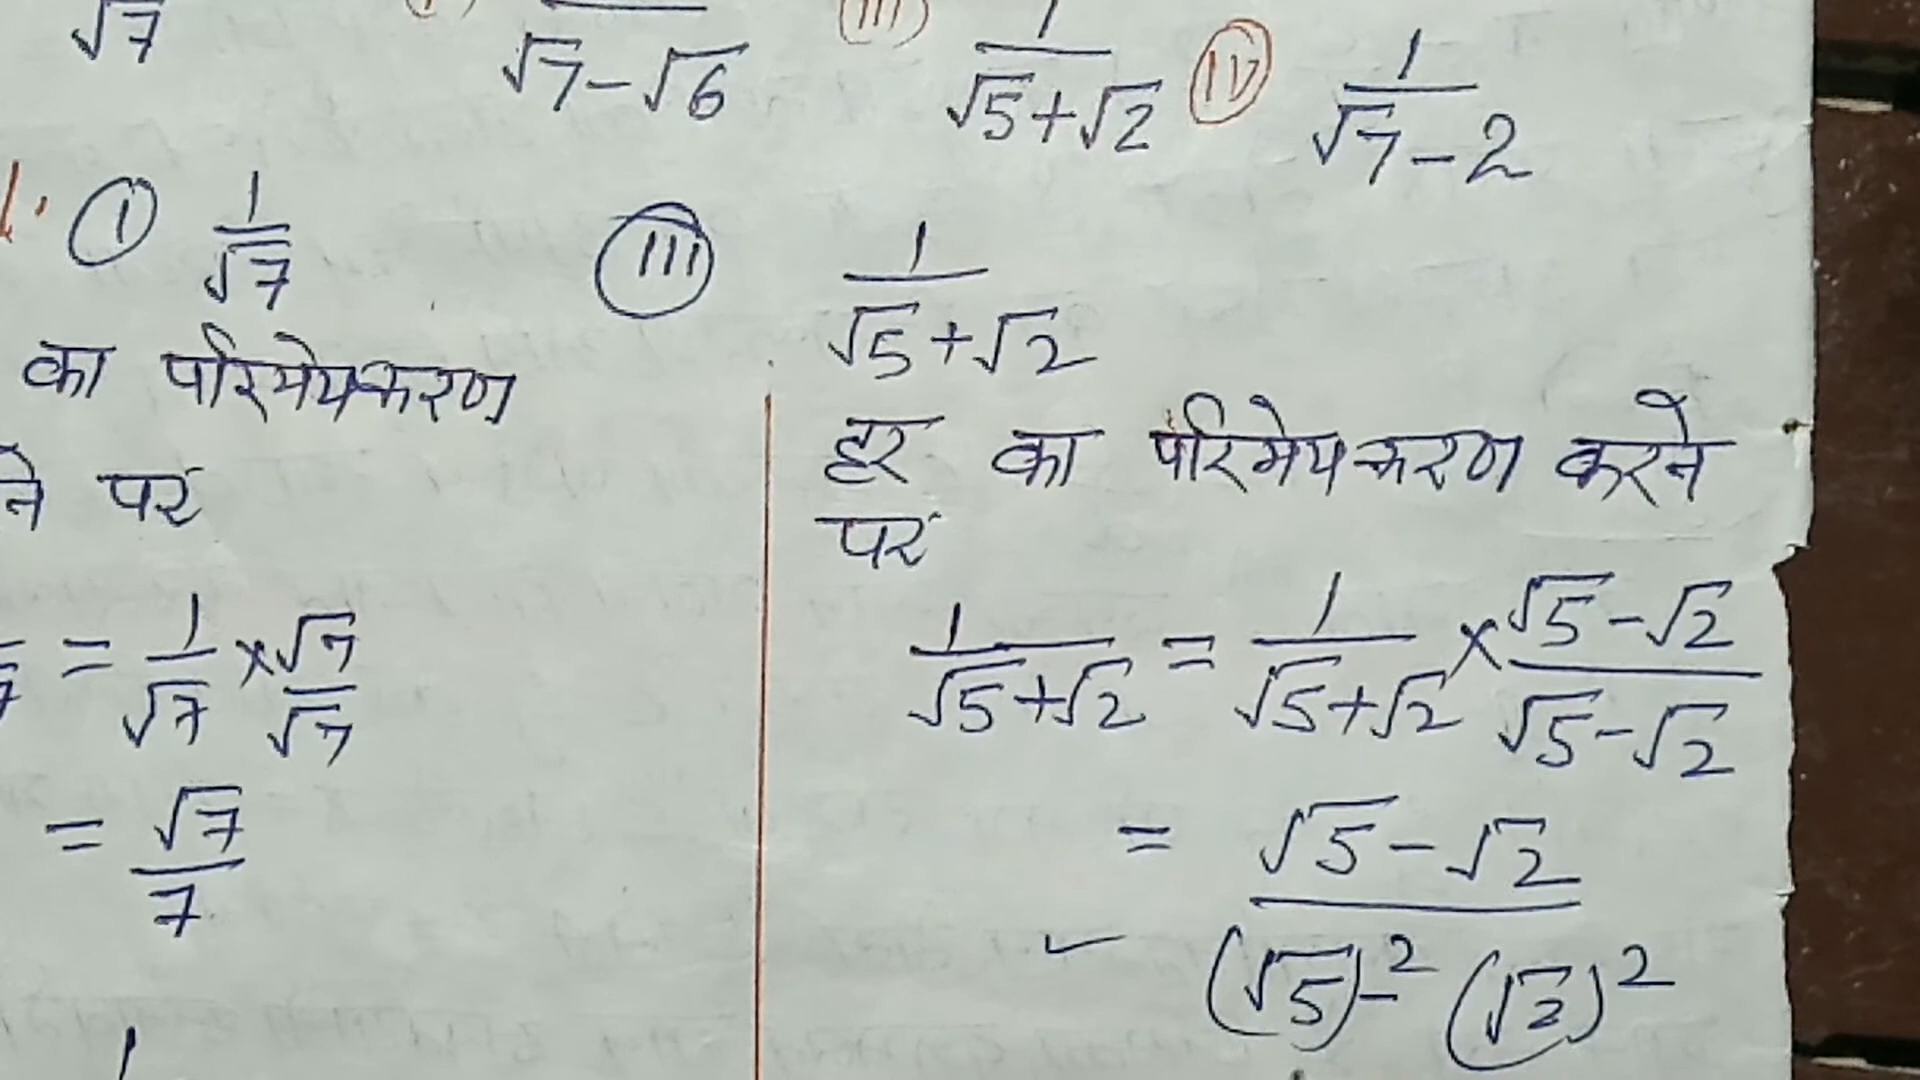 √7 1/(√7-√6) (III) 1/(√5+√2) (IV) 1/(√7-2)
(I) 1/√7
का परिमेयकरण
ने पर
= 1/√7 × √7/√7
= √7/7
(III) 1/(√5+√2)
हर का परिमेयकरण करने
पर
1/(√5+√2) = 1/(√5+√2) × (√5-√2)/(√5-√2)
= (√5-√2)/((√5)²-(√2)²)